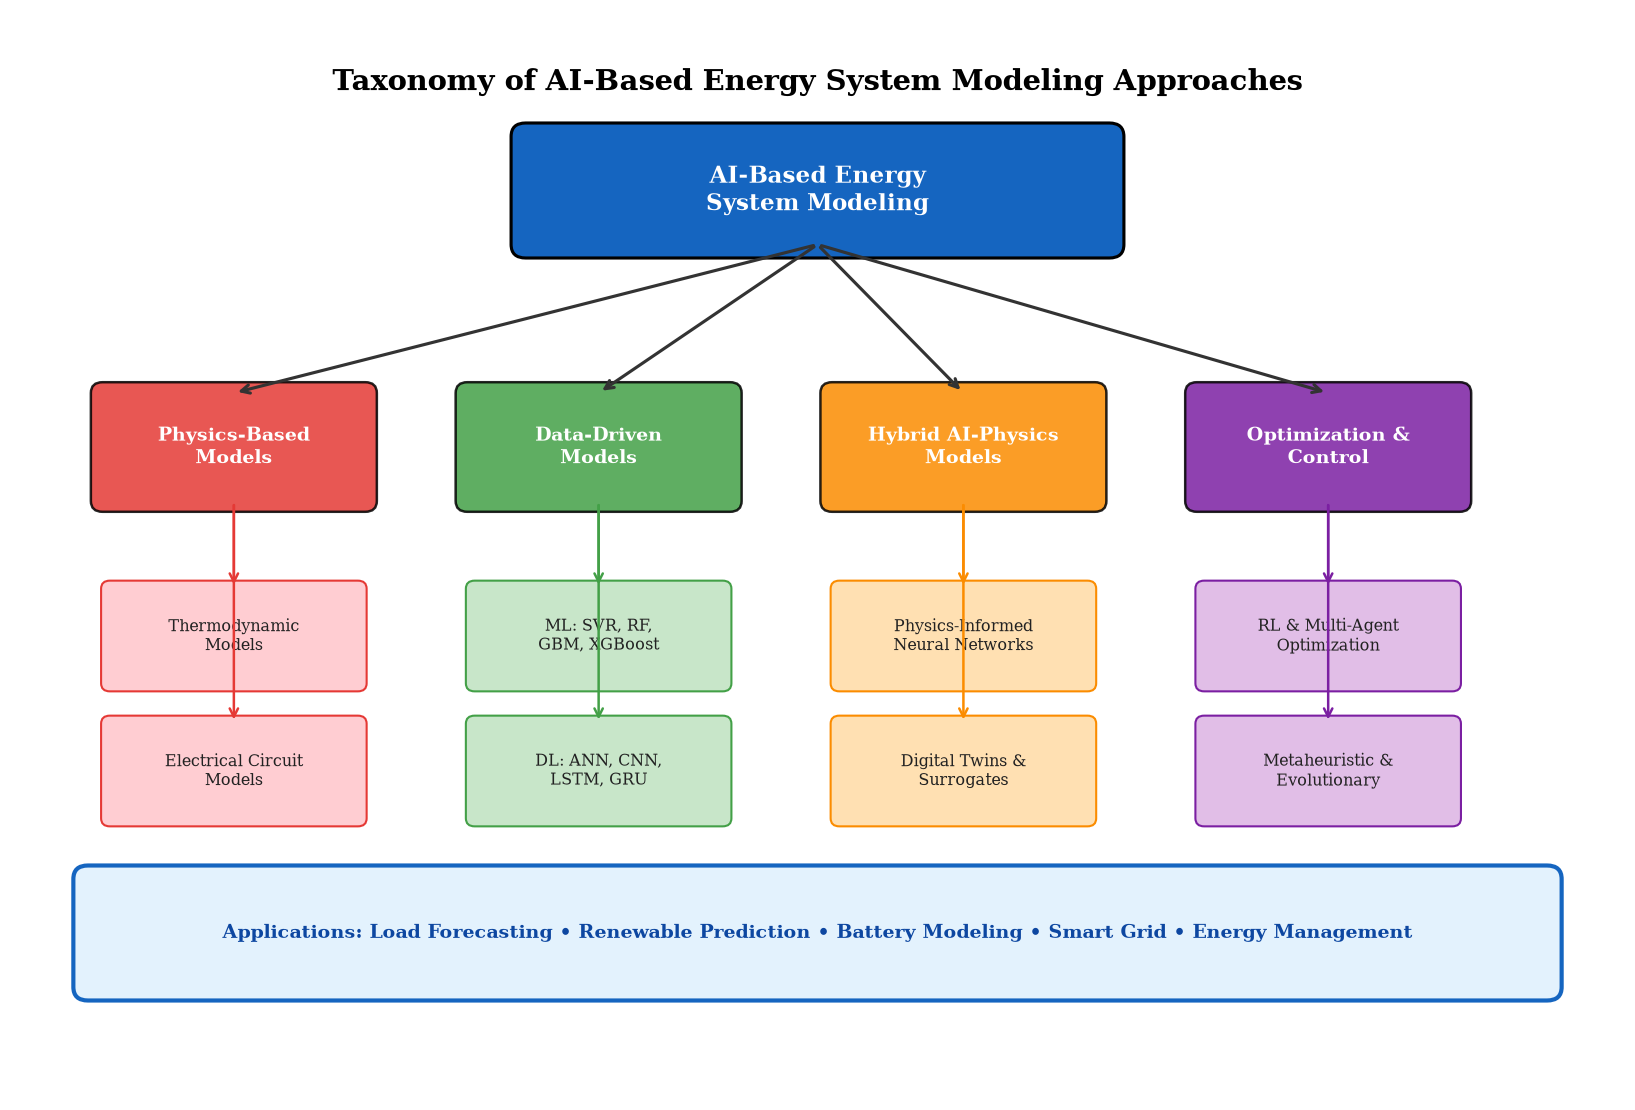 Taxonomy of AI-Based Energy System Modeling Approaches
AI-Based Energy
System Modeling
Physics-Based
Models
Data-Driven
Models
Hybrid AI-Physics
Models
Optimization &
Control
Thermodynamic
Models
ML: SVR, RF,
GBM, XGBoost
Physics-Informed
Neural Networks
RL & Multi-Agent
Optimization
Electrical Circuit
Models
DL: ANN, CNN,
LSTM, GRU
Digital Twins &
Surrogates
Metaheuristic &
Evolutionary
Applications: Load Forecasting • Renewable Prediction • Battery Modeling • Smart Grid • Energy Management